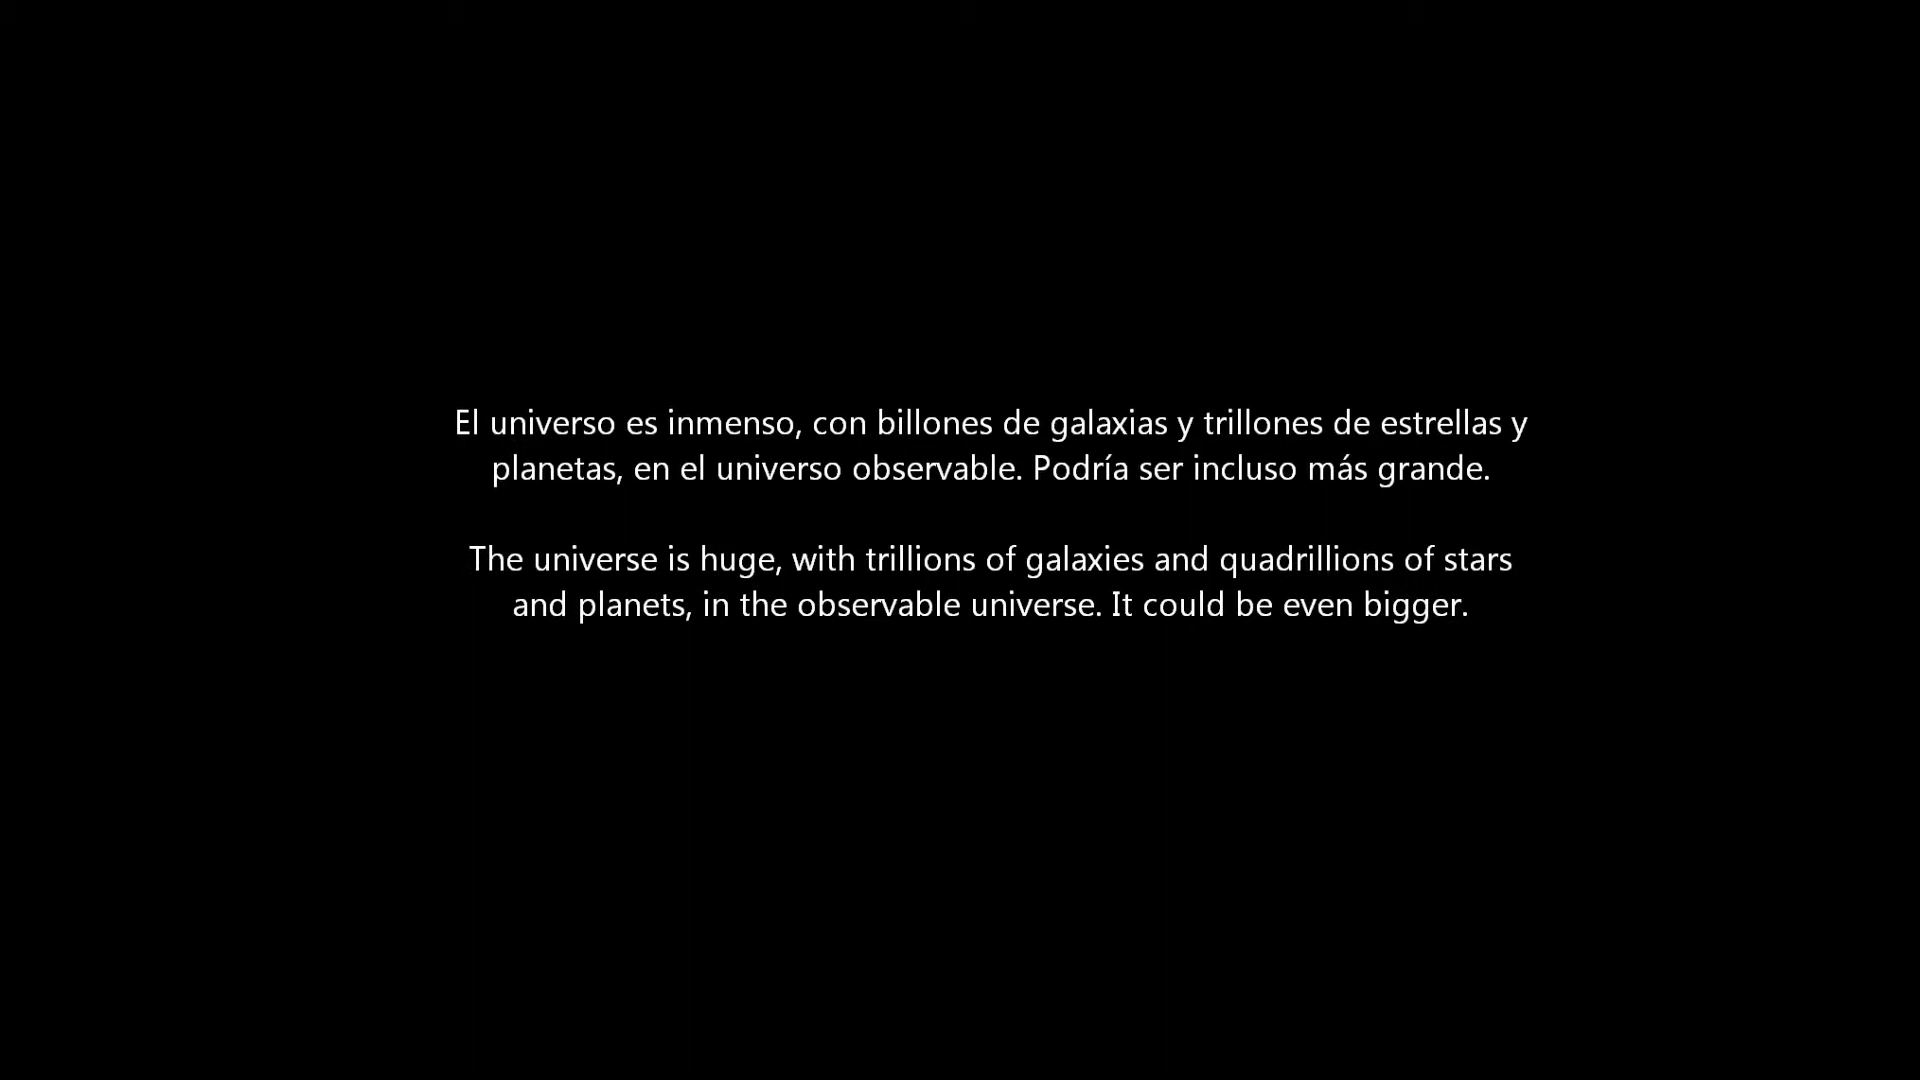 El universo es inmenso, con billones de galaxias y trillones de estrellas y
planetas, en el universo observable. Podría ser incluso más grande.
The universe is huge, with trillions of galaxies and quadrillions of stars
and planets, in the observable universe. It could be even bigger.